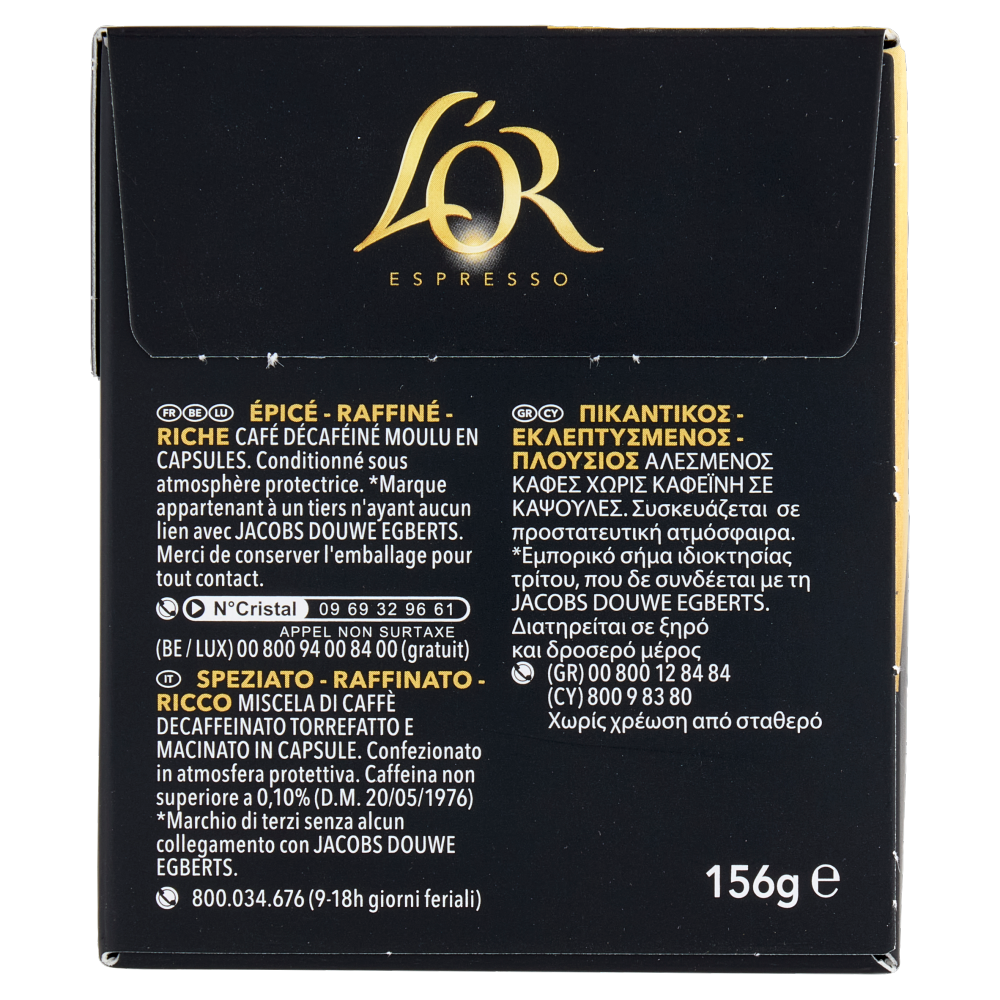 L'OR
ESPRESSO
FR BE LU ÉPICÉ - RAFFINÉ -
RICHE CAFÉ DÉCAFÉINÉ MOULU EN
CAPSULES. Conditionné sous
atmosphère protectrice. *Marque
appartenant à un tiers n'ayant aucun
lien avec JACOBS DOUWE EGBERTS.
Merci de conserver l'emballage pour
tout contact.
N°Cristal 09 69 32 96 61
APPEL NON SURTAXE
(BE / LUX) 00 800 94 00 84 00 (gratuit)
IT SPEZIATO - RAFFINATO -
RICCO MISCELA DI CAFFÈ
DECAFFEINATO TORREFATTO E
MACINATO IN CAPSULE. Confezionato
in atmosfera protettiva. Caffeina non
superiore a 0,10% (D.M. 20/05/1976)
*Marchio di terzi senza alcun
collegamento con JACOBS DOUWE
EGBERTS.
800.034.676 (9-18h giorni feriali)
GR CY ΠΙΚΑΝΤΙΚΟΣ -
ΕΚΛΕΠΤΥΣΜΕΝΟΣ -
ΠΛΟΥΣΙΟΣ ΑΛΕΣΜΕΝΟΣ
ΚΑΦΕΣ ΧΩΡΙΣ ΚΑΦΕΪΝΗ ΣΕ
ΚΑΨΟΥΛΕΣ. Συσκευάζεται σε
προστατευτική ατμόσφαιρα.
*Εμπορικό σήμα ιδιοκτησίας
τρίτου, που δε συνδέεται με τη
JACOBS DOUWE EGBERTS.
Διατηρείται σε ξηρό
και δροσερό μέρος
(GR) 00 800 12 84 84
(CY) 800 9 83 80
Χωρίς χρέωση από σταθερό
156g ℮